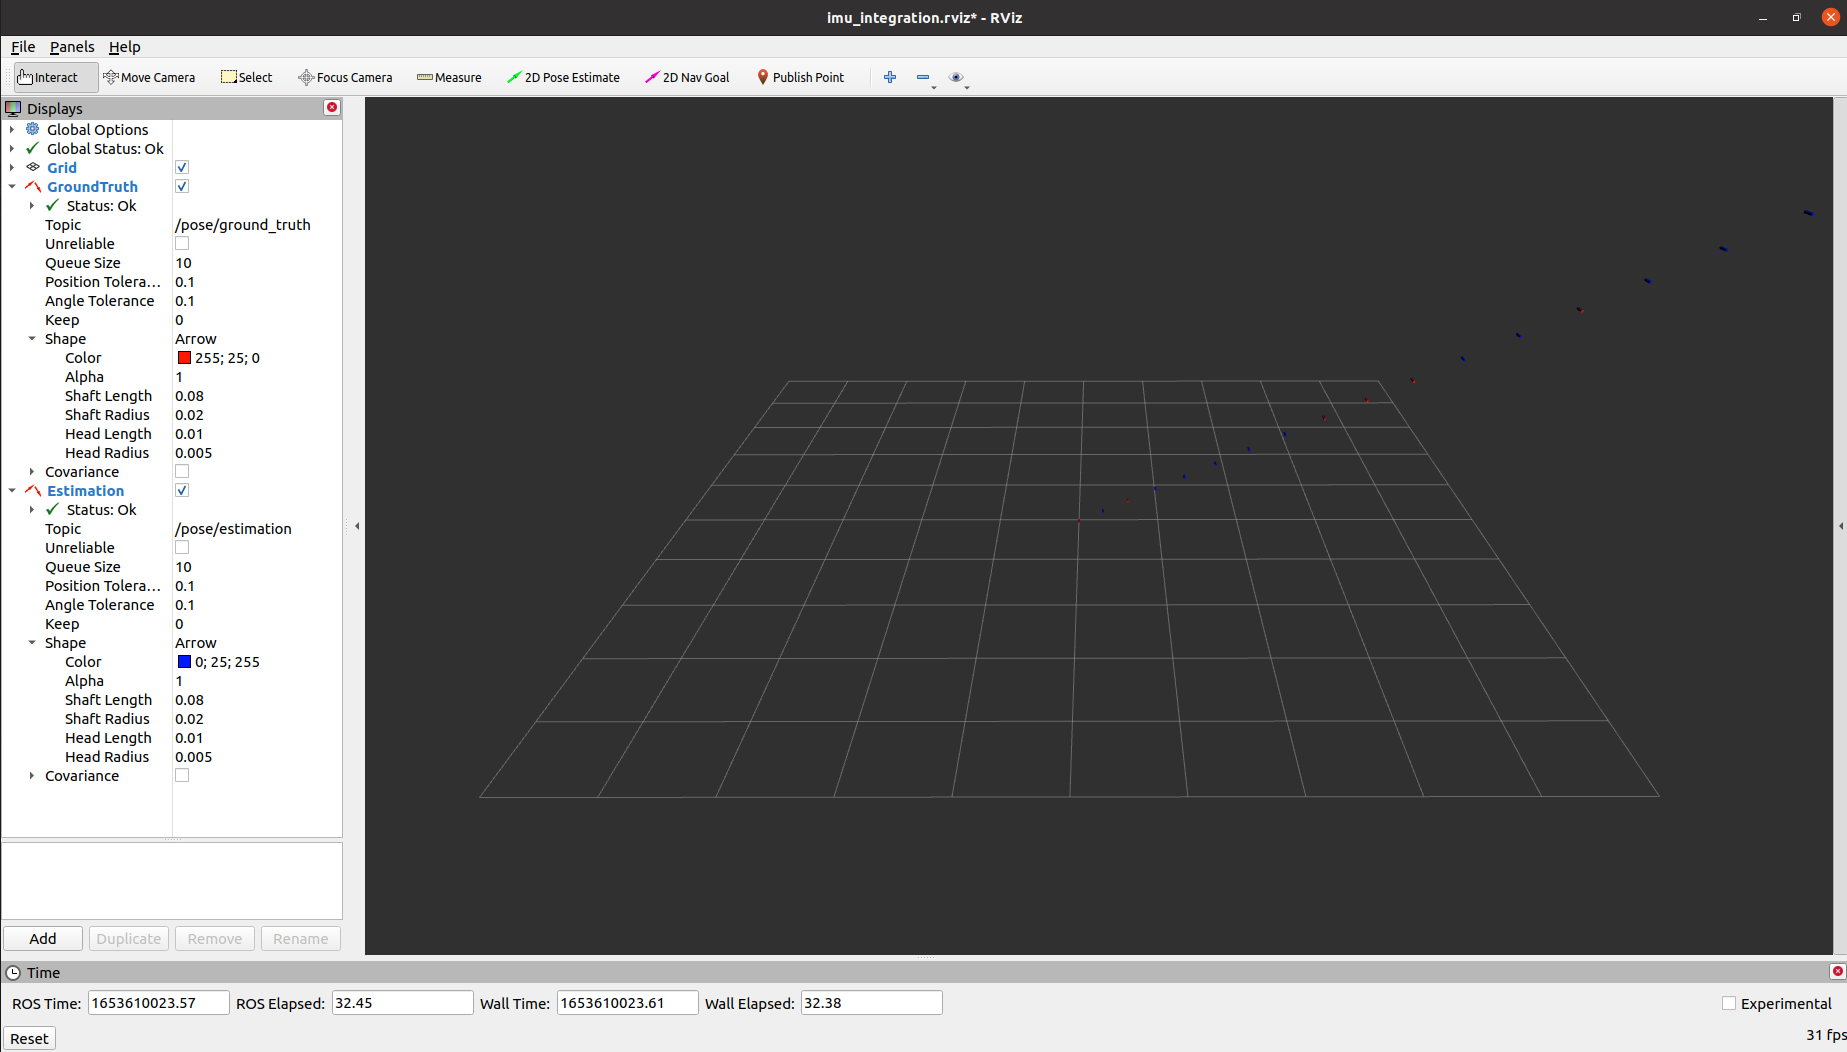 imu_integration.rviz* - RViz
File Panels Help
Interact Move Camera Select Focus Camera Measure 2D Pose Estimate 2D Nav Goal Publish Point
Displays
Global Options
Global Status: Ok
Grid
GroundTruth
Status: Ok
Topic /pose/ground_truth
Unreliable
Queue Size 10
Position Tolera... 0.1
Angle Tolerance 0.1
Keep 0
Shape Arrow
Color 255; 25; 0
Alpha 1
Shaft Length 0.08
Shaft Radius 0.02
Head Length 0.01
Head Radius 0.005
Covariance
Estimation
Status: Ok
Topic /pose/estimation
Unreliable
Queue Size 10
Position Tolera... 0.1
Angle Tolerance 0.1
Keep 0
Shape Arrow
Color 0; 25; 255
Alpha 1
Shaft Length 0.08
Shaft Radius 0.02
Head Length 0.01
Head Radius 0.005
Covariance
Add Duplicate Remove Rename
Time
ROS Time: 1653610023.57 ROS Elapsed: 32.45 Wall Time: 1653610023.61 Wall Elapsed: 32.38 Experimental
Reset 31 fps